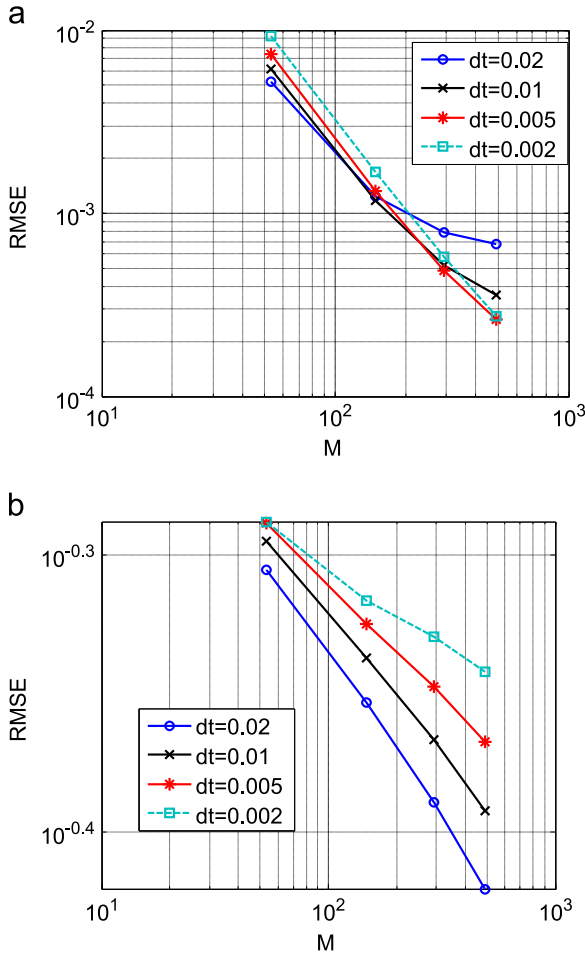 a
10^-2
RMSE
10^-3
10^-4
10^1
10^2
10^3
M
dt=0.02
dt=0.01
dt=0.005
dt=0.002
b
10^-0.3
RMSE
10^-0.4
10^1
10^2
10^3
M
dt=0.02
dt=0.01
dt=0.005
dt=0.002